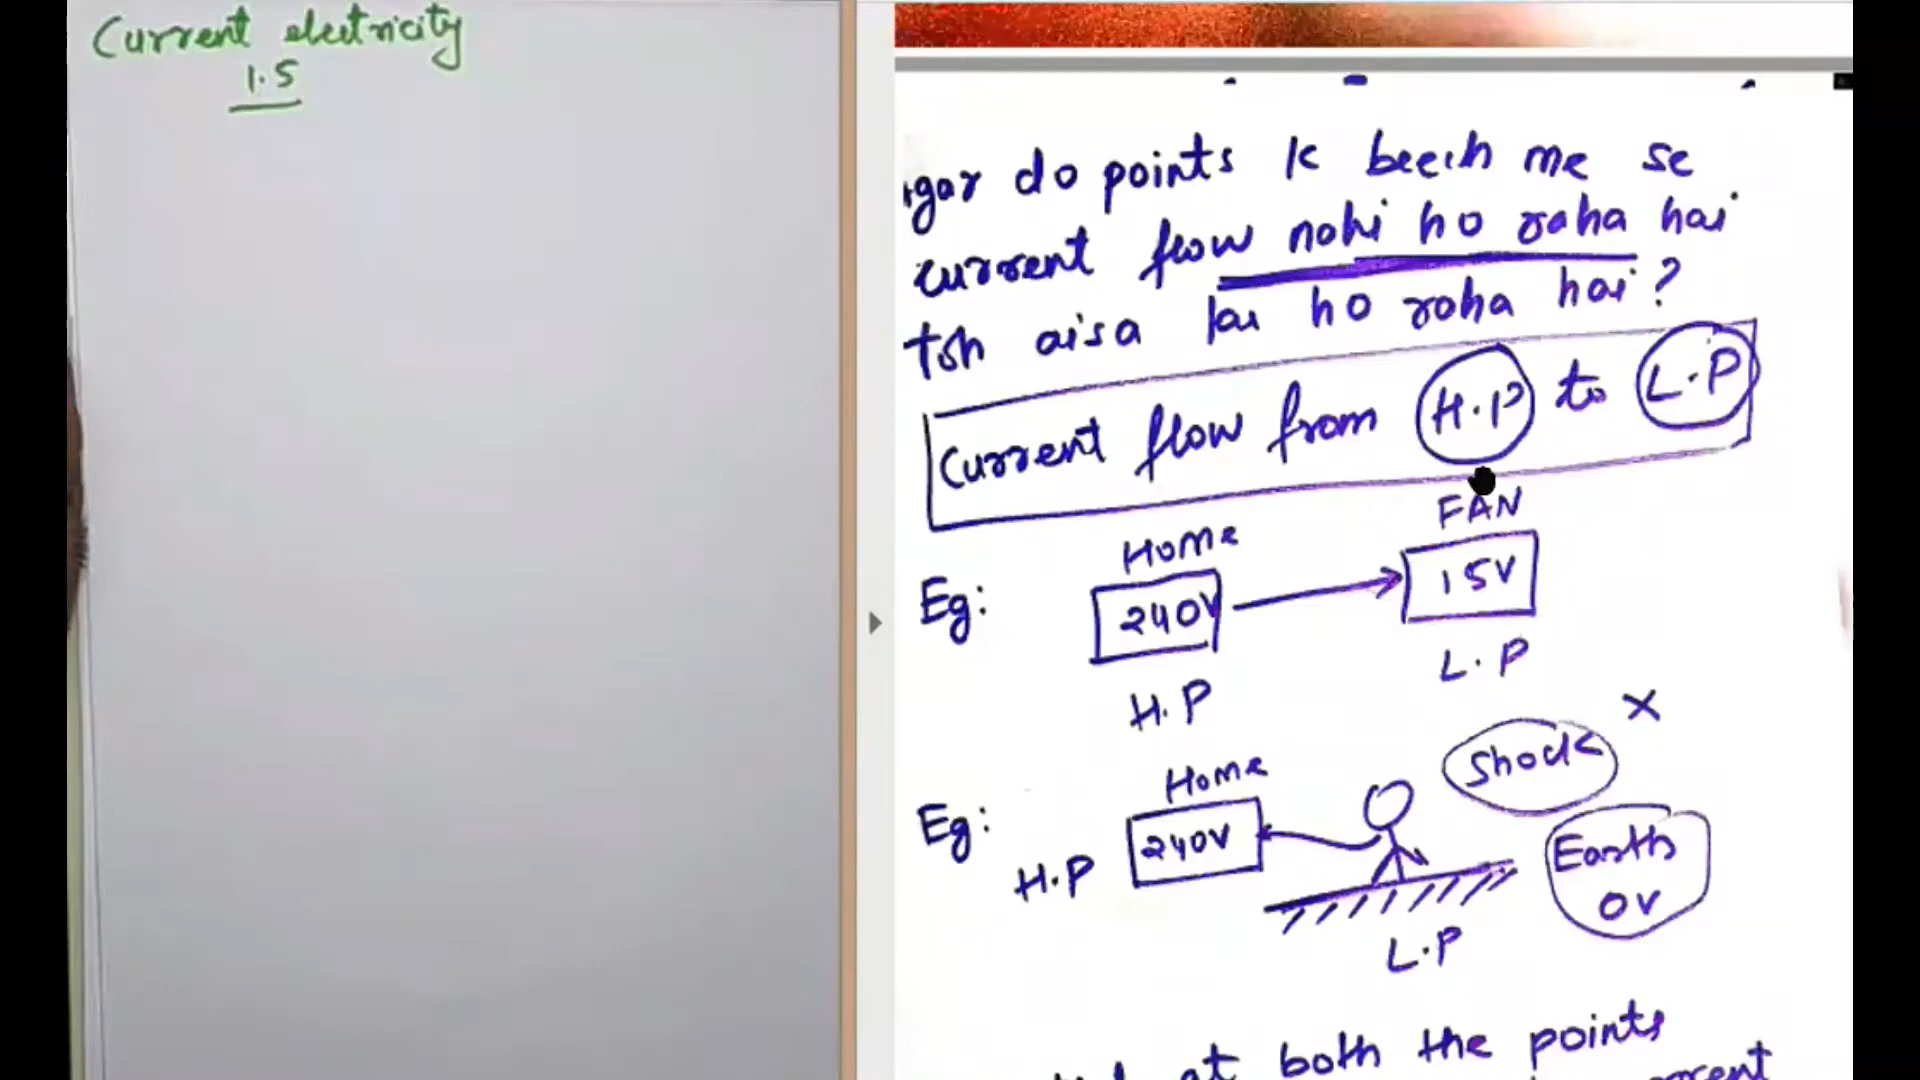 Current electricity
1.5
do points k beech me se
current flow nahi ho raha hai
toh aisa kai ho raha hai?
Current flow from H.P to L.P
FAN
Home
Eg: 240V 15V
L.P
H.P
Shock X
Home
Eg: 240V
Earth
0V
H.P
L.P
at both the points